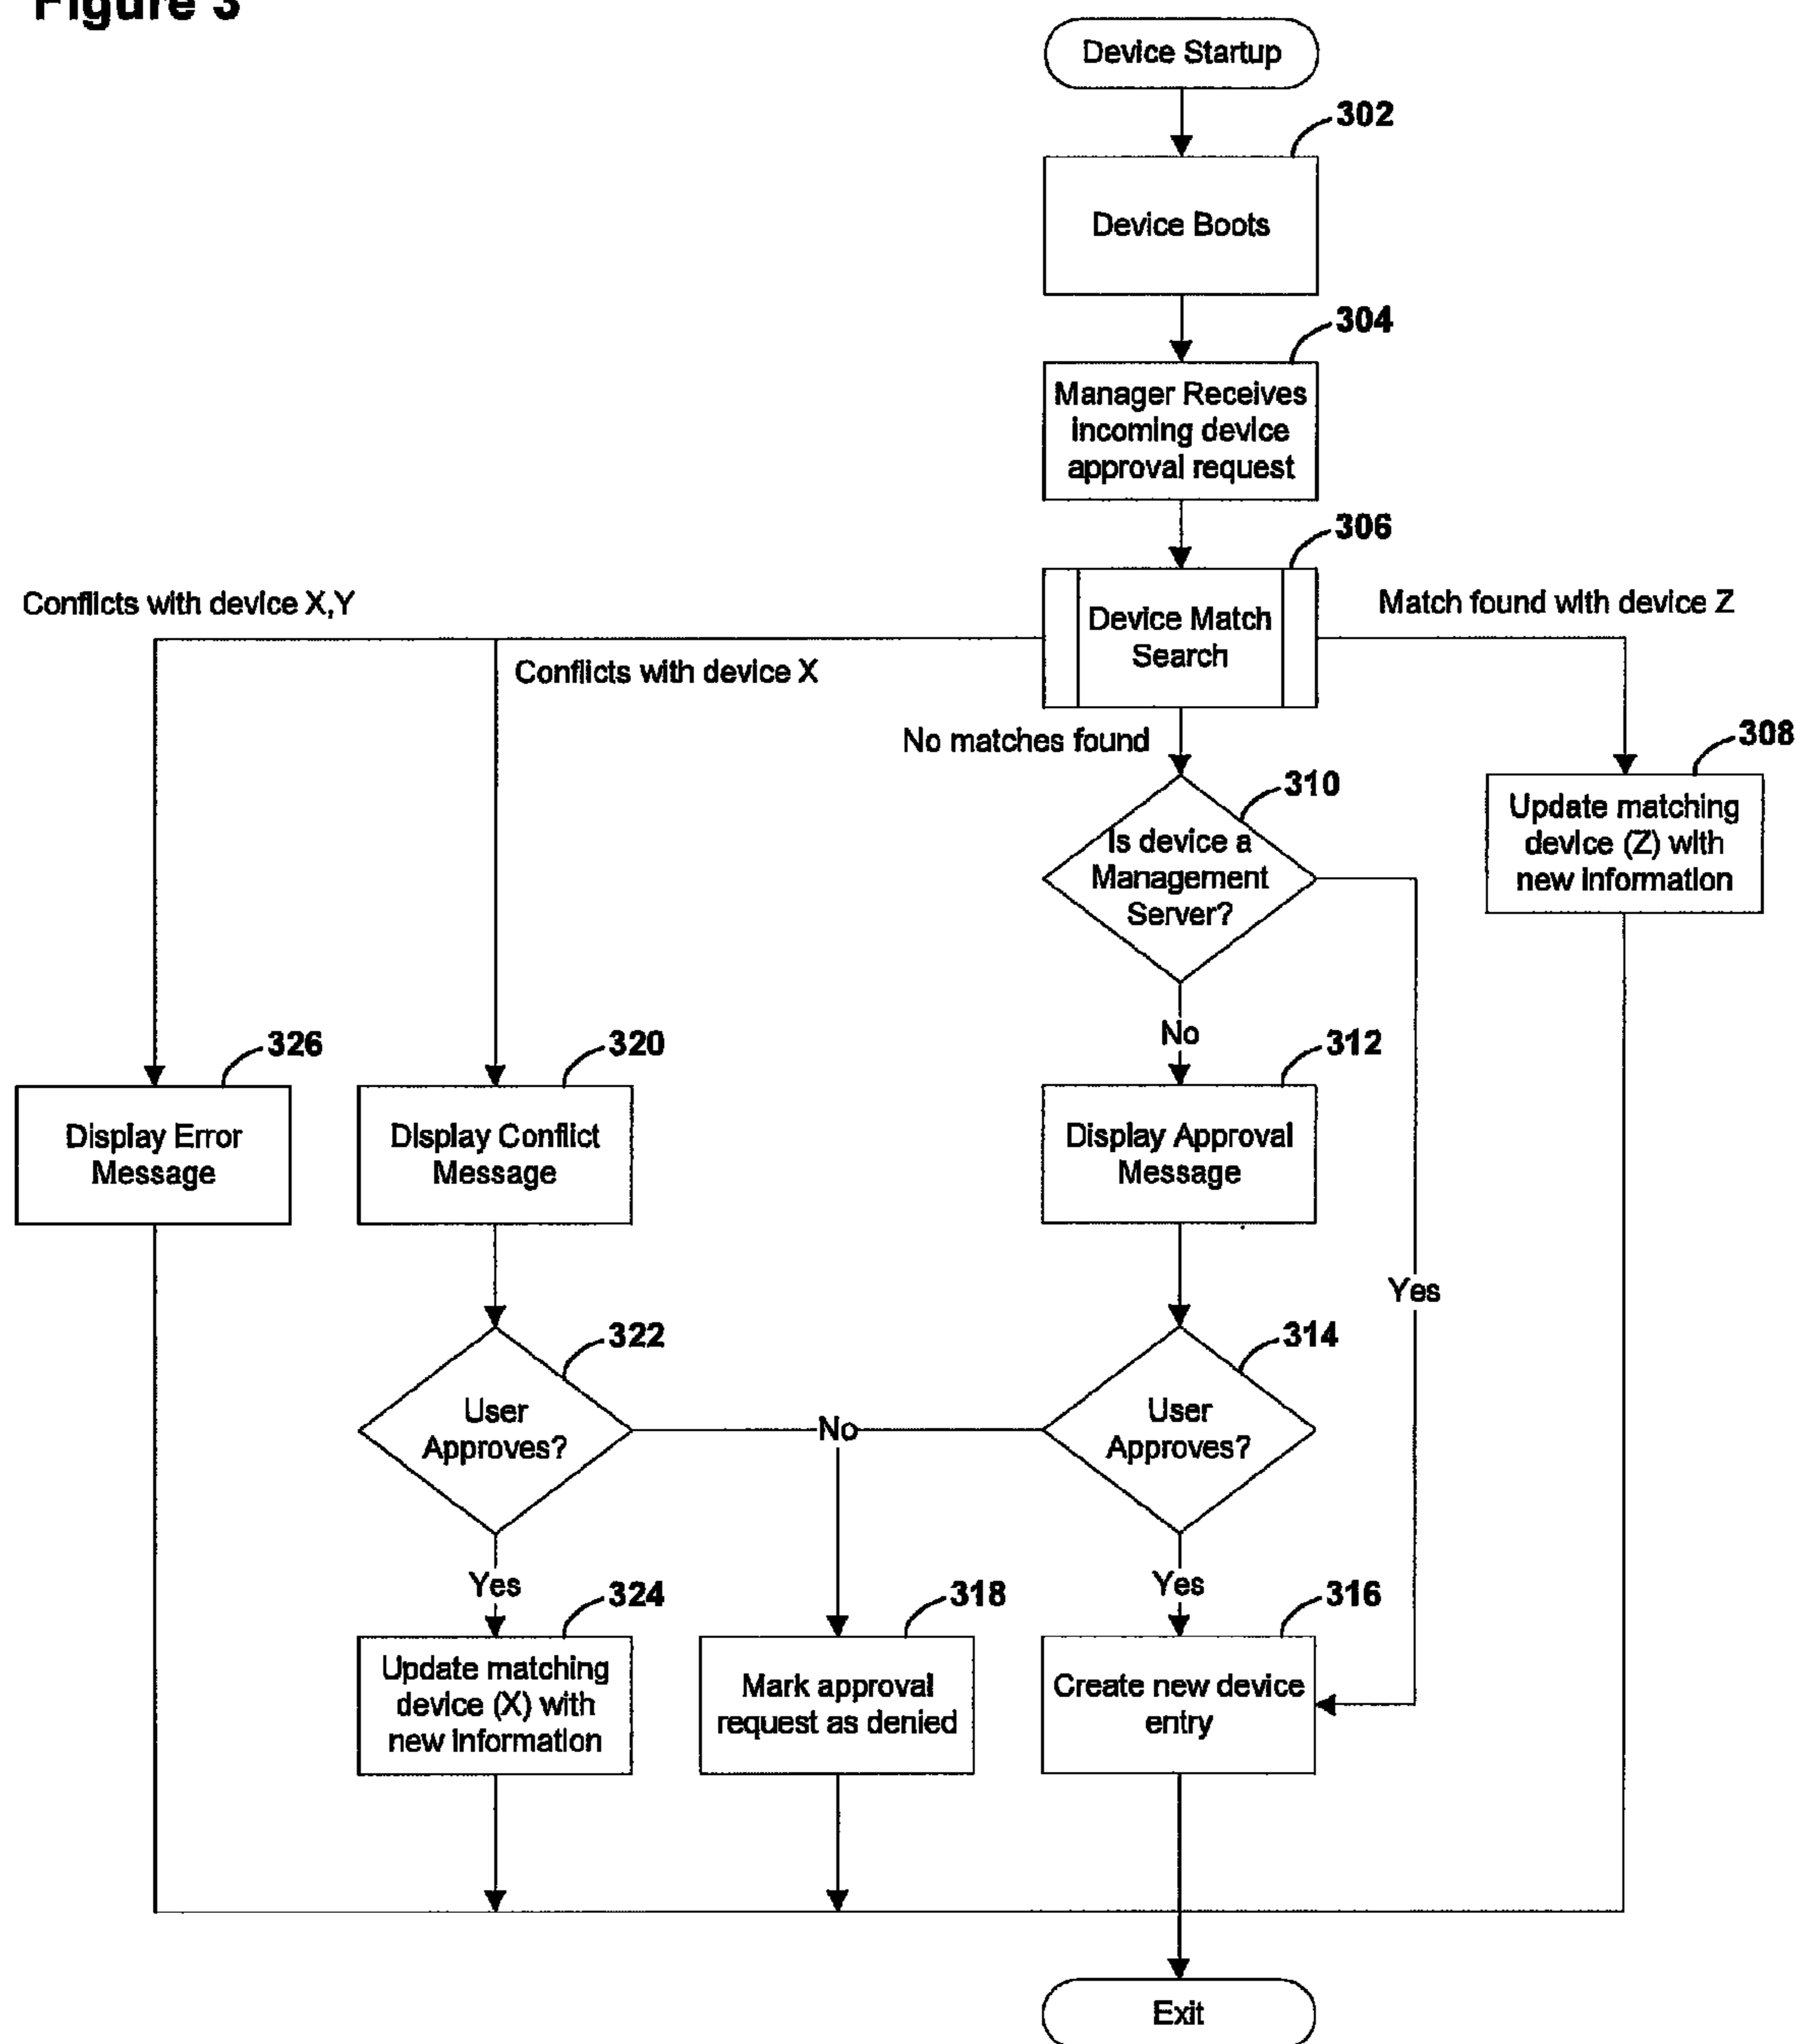 Figure 3
Device Startup
302
Device Boots
304
Manager Receives
incoming device
approval request
306
Device Match
Search
Conflicts with device X,Y
Conflicts with device X
Match found with device Z
No matches found
308
Update matching
device (Z) with
new information
310
Is device a
Management
Server?
No
Yes
312
Display Approval
Message
326
Display Error
Message
320
Display Conflict
Message
322
User
Approves?
No
314
User
Approves?
Yes
Yes
324
Update matching
device (X) with
new information
318
Mark approval
request as denied
316
Create new device
entry
Exit